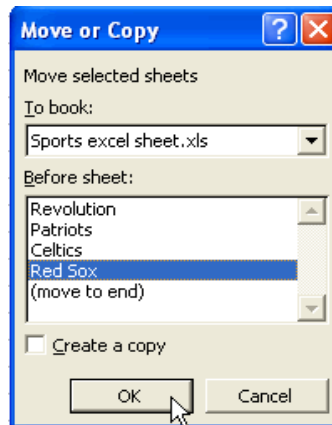 Move or Copy
Move selected sheets
To book:
Sports excel sheet.xls
Before sheet:
Revolution
Patriots
Celtics
Red Sox
(move to end)
Create a copy
OK Cancel